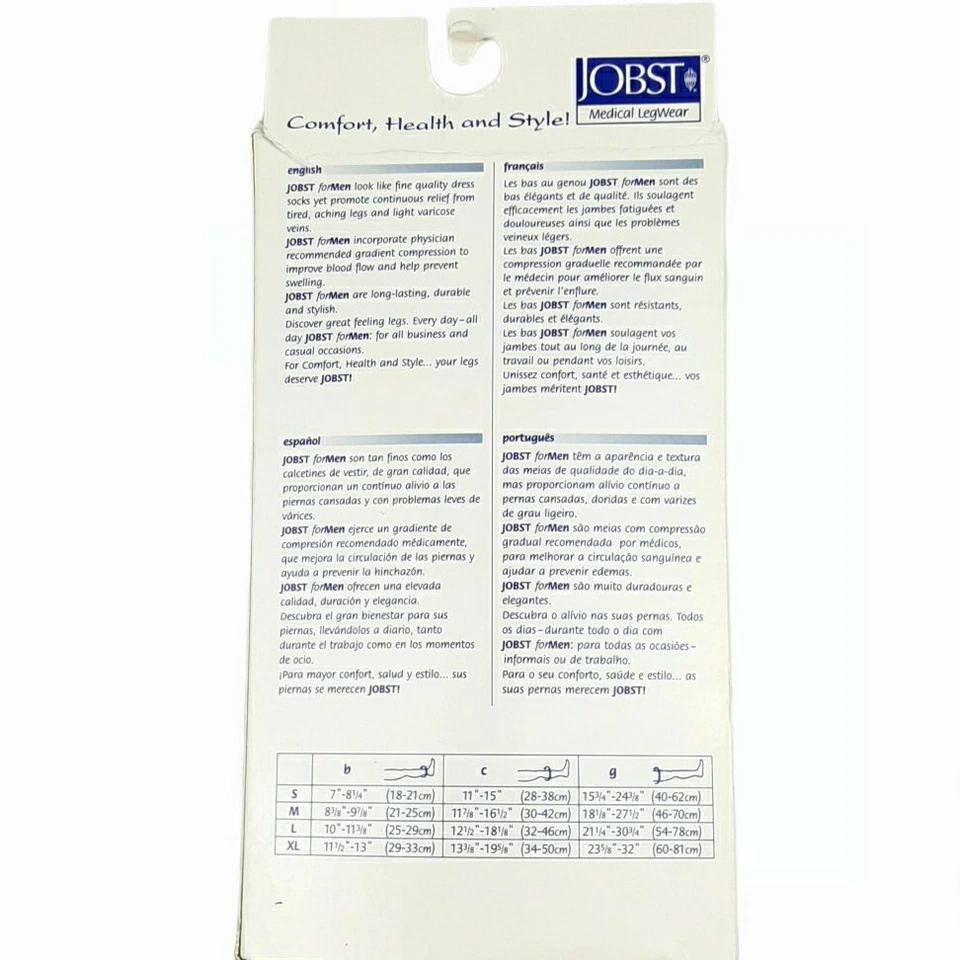 JOBST®
Medical LegWear
Comfort, Health and Style!
english
JOBST forMen look like fine quality dress
socks yet promote continuous relief from
tired, aching legs and light varicose
veins.
JOBST forMen incorporate physician
recommended gradient compression to
improve blood flow and help prevent
swelling.
JOBST forMen are long-lasting, durable
and stylish.
Discover great feeling legs. Every day–all
day JOBST forMen: for all business and
casual occasions.
For Comfort, Health and Style... your legs
deserve JOBST!
français
Les bas au genou JOBST forMen sont des
bas élégants et de qualité. Ils soulagent
efficacement les jambes fatiguées et
douloureuses ainsi que les problèmes
veineux légers.
Les bas JOBST forMen offrent une
compression graduelle recommandée par
le médecin pour améliorer le flux sanguin
et prévenir l'enflure.
Les bas JOBST forMen sont résistants,
durables et élégants.
Les bas JOBST forMen soulagent vos
jambes tout au long de la journée, au
travail ou pendant vos loisirs.
Unissez confort, santé et esthétique... vos
jambes méritent JOBST!
español
JOBST forMen son tan finos como los
calcetines de vestir, de gran calidad, que
proporcionan un contínuo alivio a las
piernas cansadas y con problemas leves de
várices.
JOBST forMen ejerce un gradiente de
compresión recomendado médicamente,
que mejora la circulación de las piernas y
ayuda a prevenir la hinchazón.
JOBST forMen ofrecen una elevada
calidad, duración y elegancia.
Descubra el gran bienestar para sus
piernas, llevándolos a diario, tanto
durante el trabajo como en los momentos
de ocio.
¡Para mayor confort, salud y estilo... sus
piernas se merecen JOBST!
português
JOBST forMen têm a aparência e textura
das meias de qualidade do dia-a-dia,
mas proporcionam alívio contínuo a
pernas cansadas, doridas e com varizes
de grau ligeiro.
JOBST forMen são meias com compressão
gradual recomendada por médicos,
para melhorar a circulação sanguínea e
ajudar a prevenir edemas.
JOBST forMen são muito duradouras e
elegantes.
Descubra o alívio nas suas pernas. Todos
os dias–durante todo o dia com
JOBST forMen: para todas as ocasiões–
informais ou de trabalho.
Para o seu conforto, saúde e estilo... as
suas pernas merecem JOBST!
b c g
S 7"-8¼" (18-21cm) 11"-15" (28-38cm) 15¾"-24⅜" (40-62cm)
M 8⅜"-9⅞" (21-25cm) 11⅞"-16½" (30-42cm) 18⅛"-27½" (46-70cm)
L 10"-11⅜" (25-29cm) 12½"-18⅛" (32-46cm) 21¼"-30¾" (54-78cm)
XL 11½"-13" (29-33cm) 13⅜"-19⅝" (34-50cm) 23⅝"-32" (60-81cm)